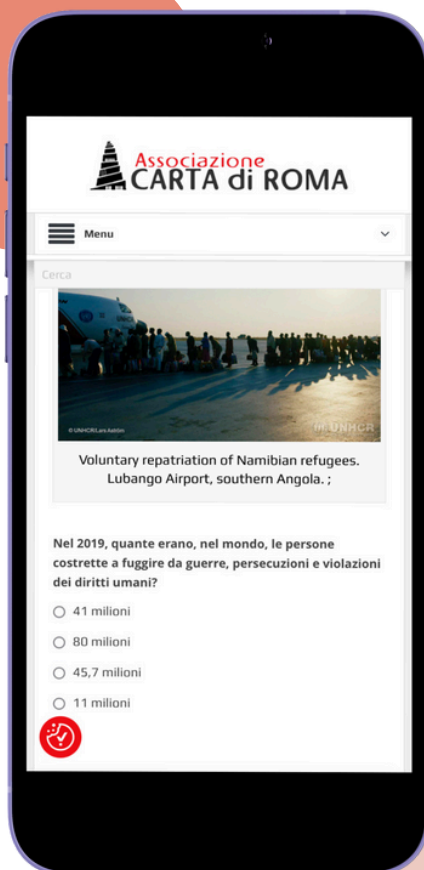 Associazione
CARTA di ROMA
Menu
Cerca
UNHCR
© UNHCR/Lars Aström
UNHCR
Voluntary repatriation of Namibian refugees.
Lubango Airport, southern Angola. ;
Nel 2019, quante erano, nel mondo, le persone
costrette a fuggire da guerre, persecuzioni e violazioni
dei diritti umani?
41 milioni
80 milioni
45,7 milioni
11 milioni